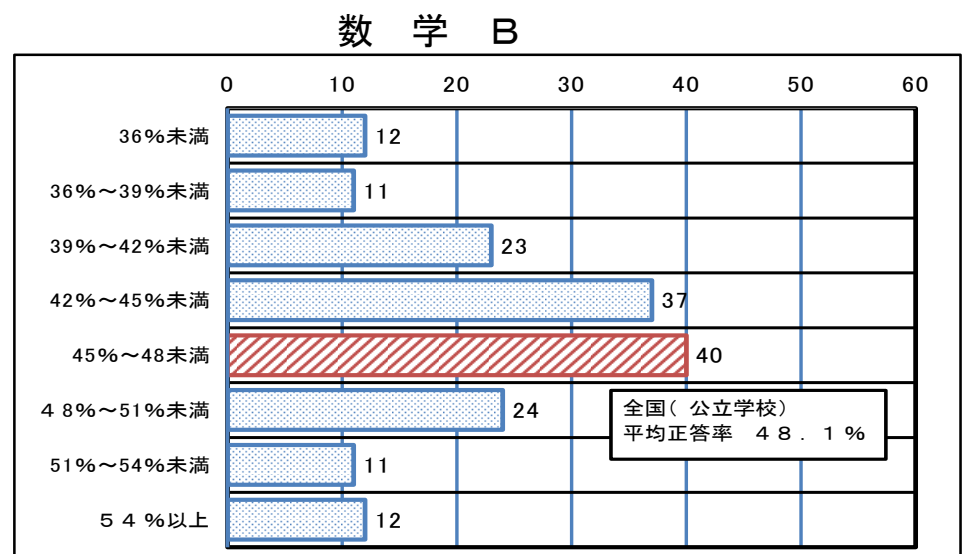 数 学 B
0 10 20 30 40 50 60
36%未満 12
36%～39%未満 11
39%～42%未満 23
42%～45%未満 37
45%～48未満 40
４８%～51%未満 24
全国( 公立学校)
平均正答率 ４８．１%
51%～54%未満 11
５４%以上 12